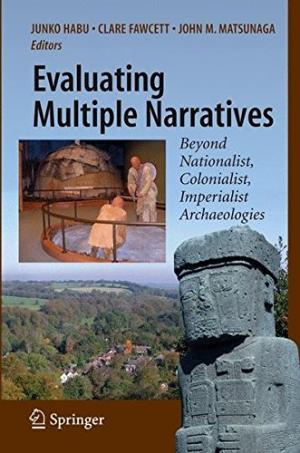 JUNKO HABU • CLARE FAWCETT • JOHN M. MATSUNAGA
Editors
Evaluating
Multiple Narratives
Beyond
Nationalist,
Colonialist,
Imperialist
Archaeologies
Springer